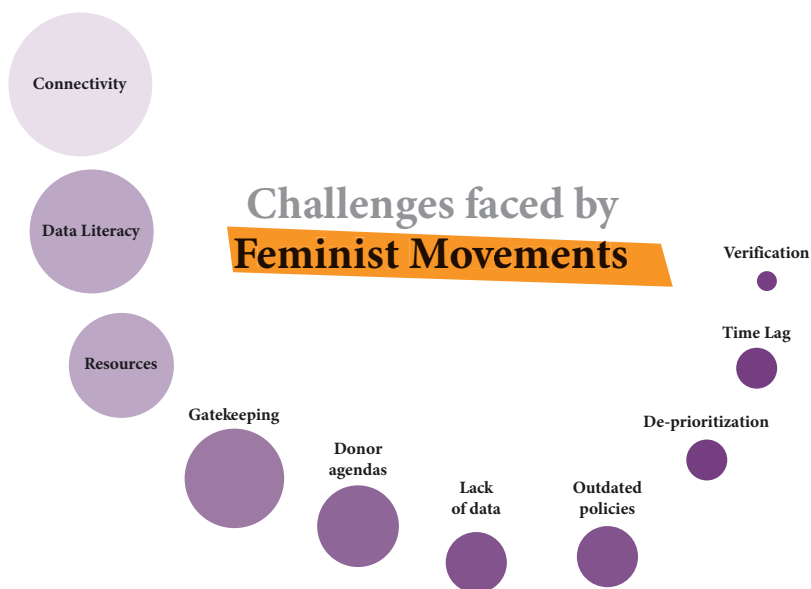 Connectivity
Data Literacy
Challenges faced by
Feminist Movements
Verification
Time Lag
Resources
Gatekeeping
De-prioritization
Donor
agendas
Lack
of data
Outdated
policies